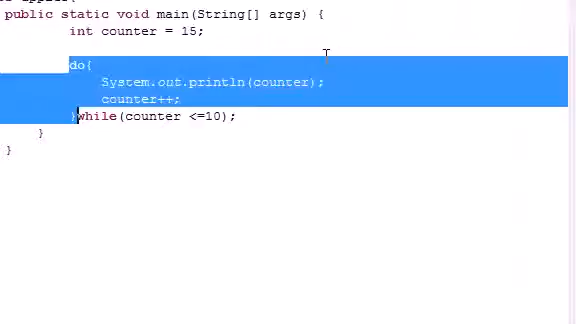 public static void main(String[] args) {
int counter = 15;
do{
System.out.println(counter);
counter++;
}while(counter <=10);
}
}